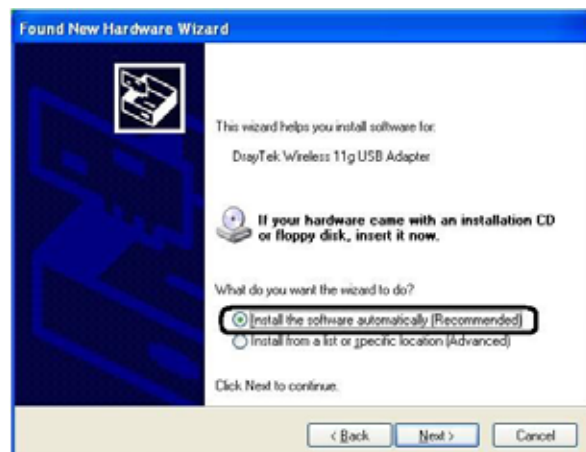 Found New Hardware Wizard
This wizard helps you install software for:
DrayTek Wireless 11g USB Adapter
If your hardware came with an installation CD
or floppy disk, insert it now.
What do you want the wizard to do?
Install the software automatically (Recommended)
Install from a list or specific location (Advanced)
Click Next to continue.
< Back Next > Cancel